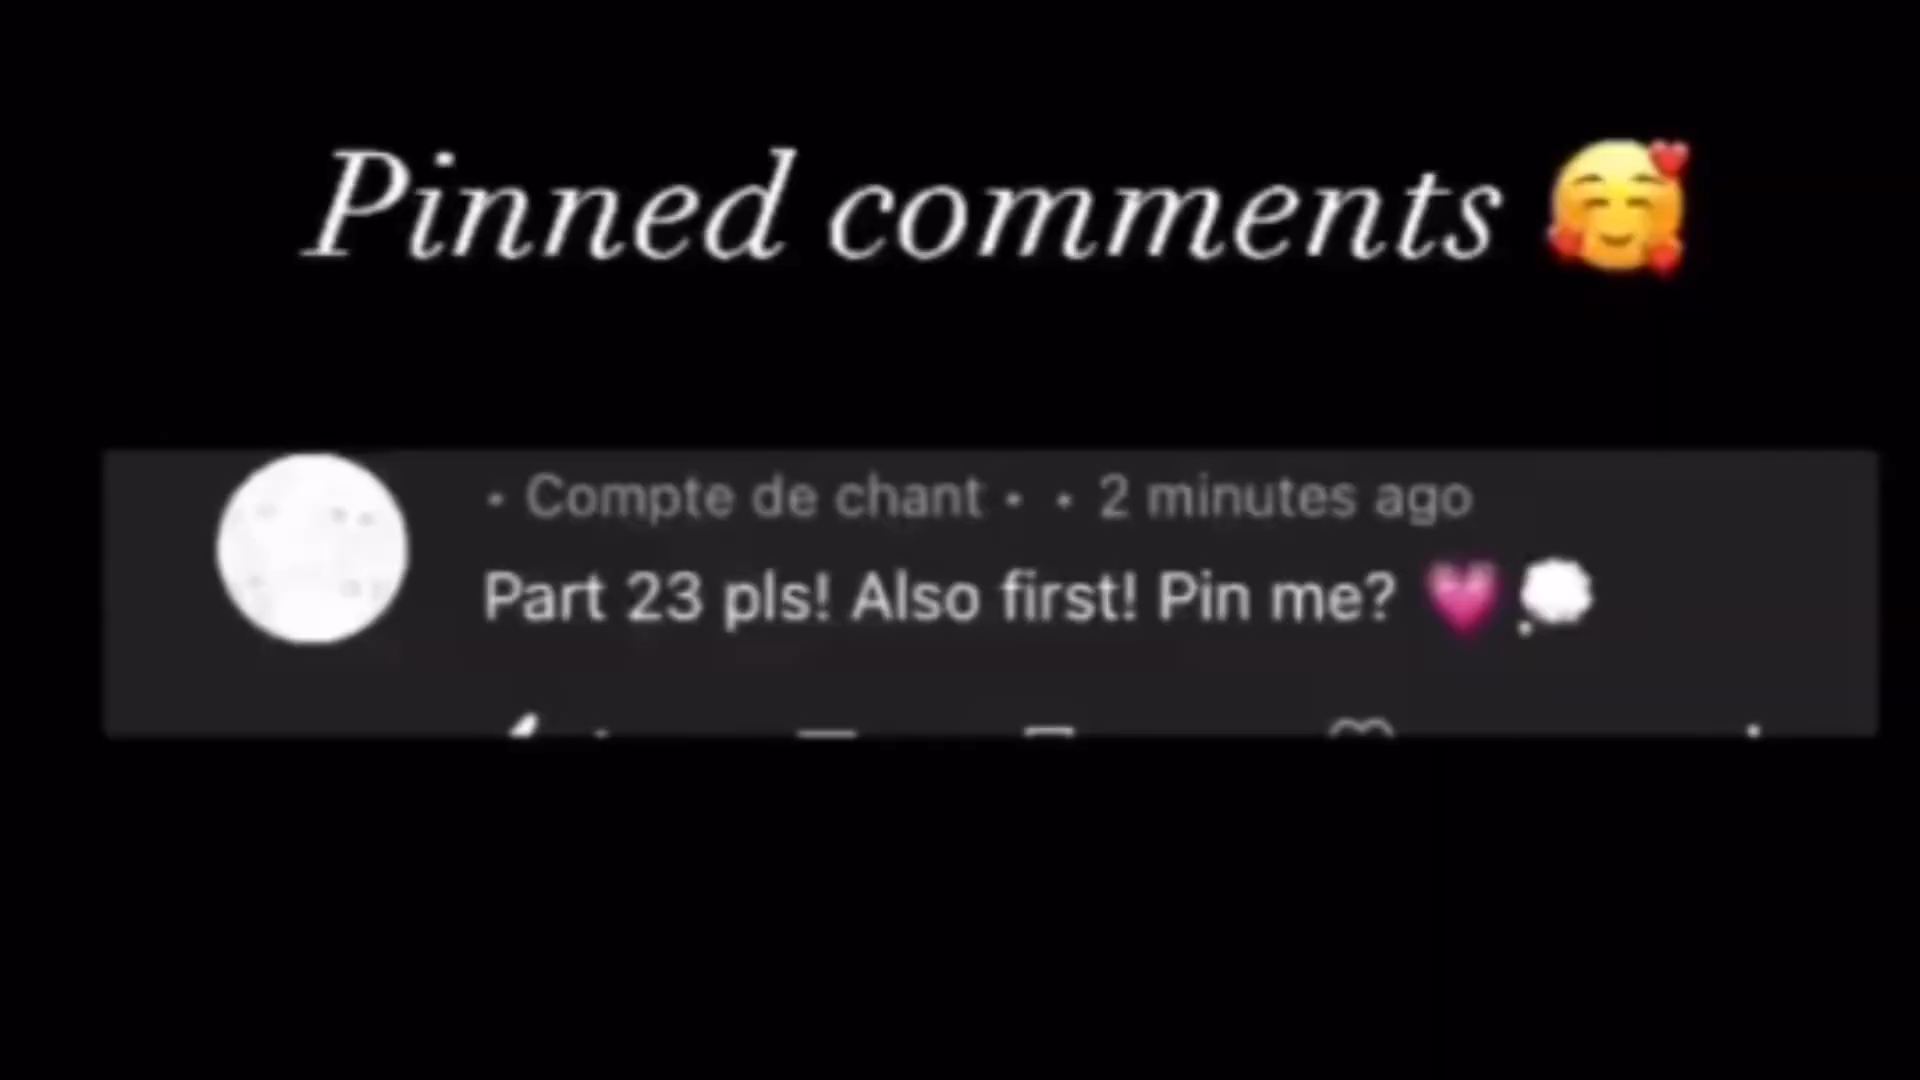 Pinned comments 🥰
• Compte de chant • • 2 minutes ago
Part 23 pls! Also first! Pin me? 💗💭